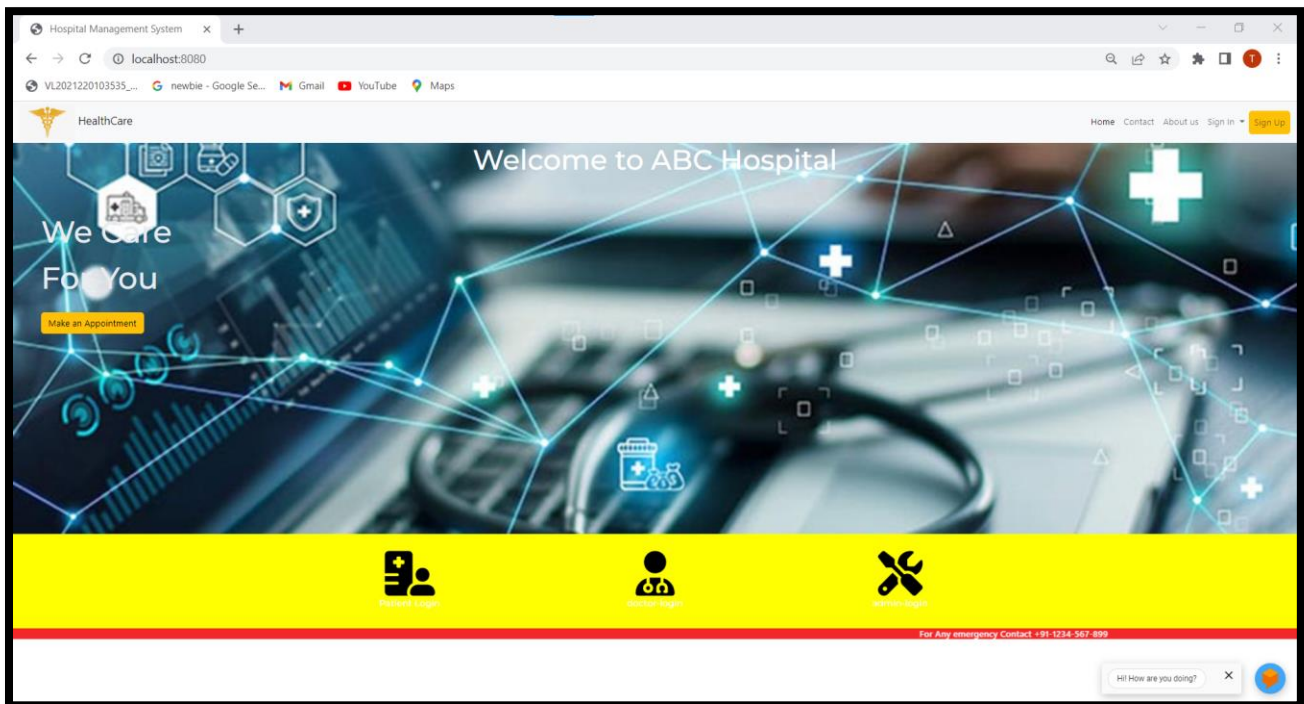 Hospital Management System
localhost:8080
VL2021220103535_... newbie - Google Se... Gmail YouTube Maps
T
HealthCare
Home Contact About us Sign In Sign Up
Welcome to ABC Hospital
We Care
For You
Make an Appointment
Patient Login doctor login admin login
For Any emergency Contact +91-1234-567-899
Hi! How are you doing?